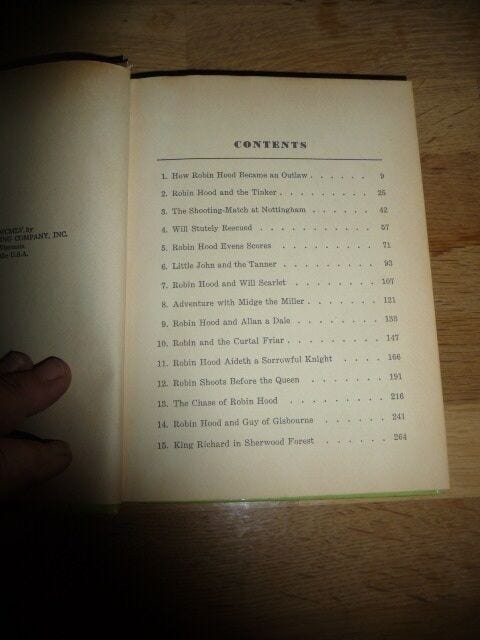 MCMLV, by
ING COMPANY, INC.
the U.S.A.
CONTENTS
1. How Robin Hood Became an Outlaw . . . . . . 9
2. Robin Hood and the Tinker . . . . . . . . . 25
3. The Shooting-Match at Nottingham . . . . . . 42
4. Will Stutely Rescued . . . . . . . . . . 57
5. Robin Hood Evens Scores . . . . . . . . . 71
6. Little John and the Tanner . . . . . . . . . 93
7. Robin Hood and Will Scarlet . . . . . . . . 107
8. Adventure with Midge the Miller . . . . . . . 121
9. Robin Hood and Allan a Dale . . . . . . . . 133
10. Robin and the Curtal Friar . . . . . . . . . 147
11. Robin Hood Aideth a Sorrowful Knight . . . . 166
12. Robin Shoots Before the Queen . . . . . . . 191
13. The Chase of Robin Hood . . . . . . . . . 216
14. Robin Hood and Guy of Gisbourne . . . . . . 241
15. King Richard in Sherwood Forest . . . . . . 264